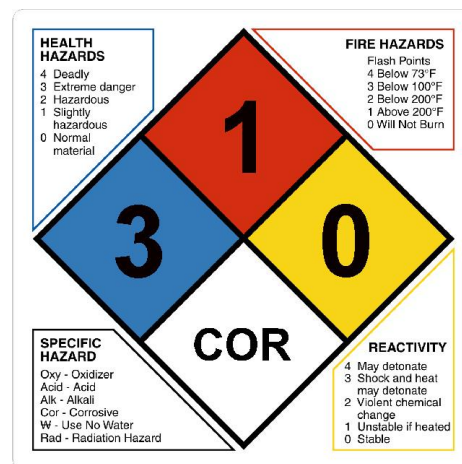 HEALTH
HAZARDS
4 Deadly
3 Extreme danger
2 Hazardous
1 Slightly
hazardous
0 Normal
material
FIRE HAZARDS
Flash Points
4 Below 73°F
3 Below 100°F
2 Below 200°F
1 Above 200°F
0 Will Not Burn
1
3
0
COR
SPECIFIC
HAZARD
Oxy - Oxidizer
Acid - Acid
Alk - Alkali
Cor - Corrosive
W̶ - Use No Water
Rad - Radiation Hazard
REACTIVITY
4 May detonate
3 Shock and heat
may detonate
2 Violent chemical
change
1 Unstable if heated
0 Stable